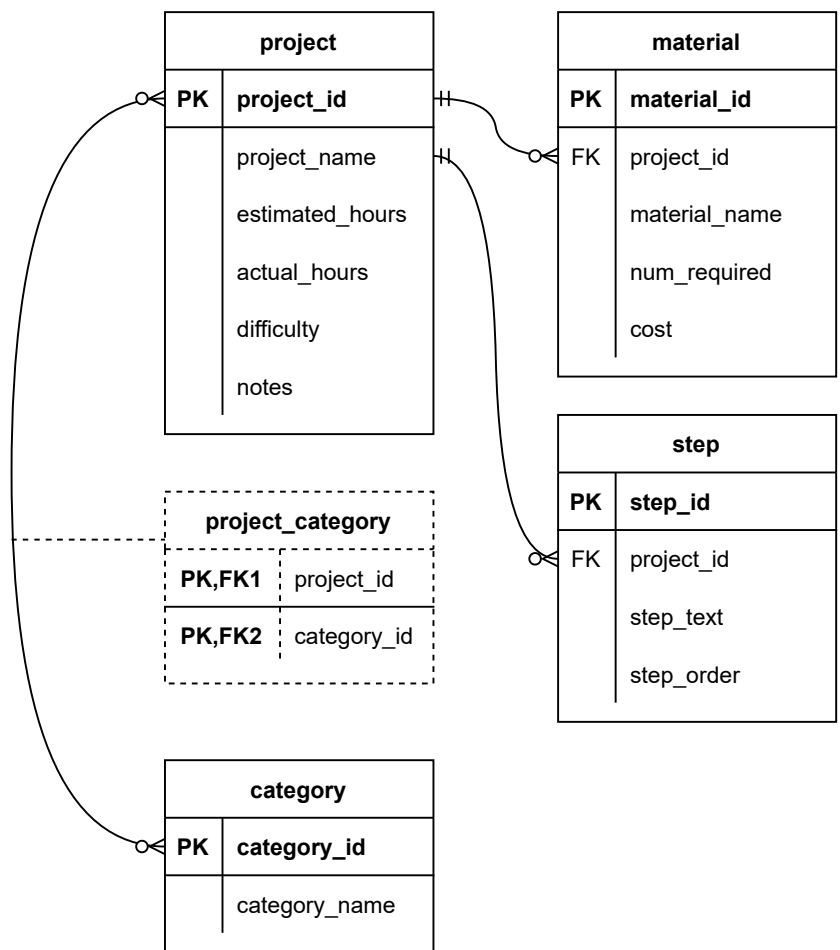 project
PK project_id
project_name
estimated_hours
actual_hours
difficulty
notes
material
PK material_id
FK project_id
material_name
num_required
cost
step
PK step_id
FK project_id
step_text
step_order
project_category
PK,FK1 project_id
PK,FK2 category_id
category
PK category_id
category_name